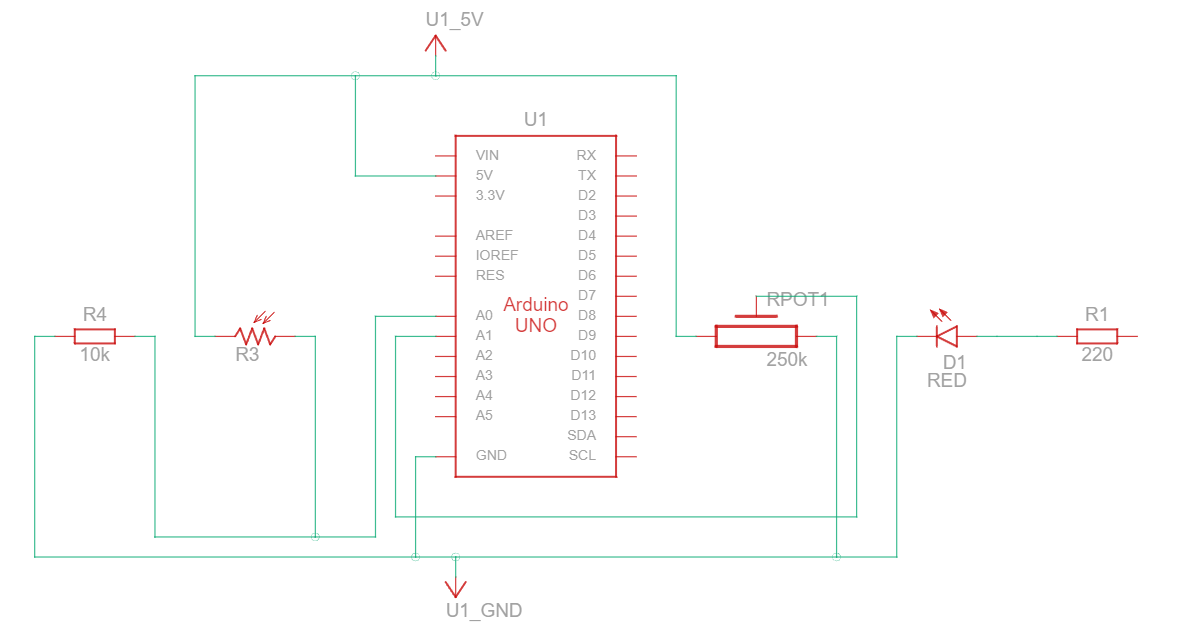 U1_5V
U1
VIN
RX
5V
TX
3.3V
D2
D3
AREF
D4
IOREF
D5
RES
D6
D7
Arduino
UNO
A0
D8
A1
D9
A2
D10
A3
D11
A4
D12
A5
D13
SDA
GND
SCL
R4
10k
R3
RPOT1
250k
D1
RED
R1
220
U1_GND